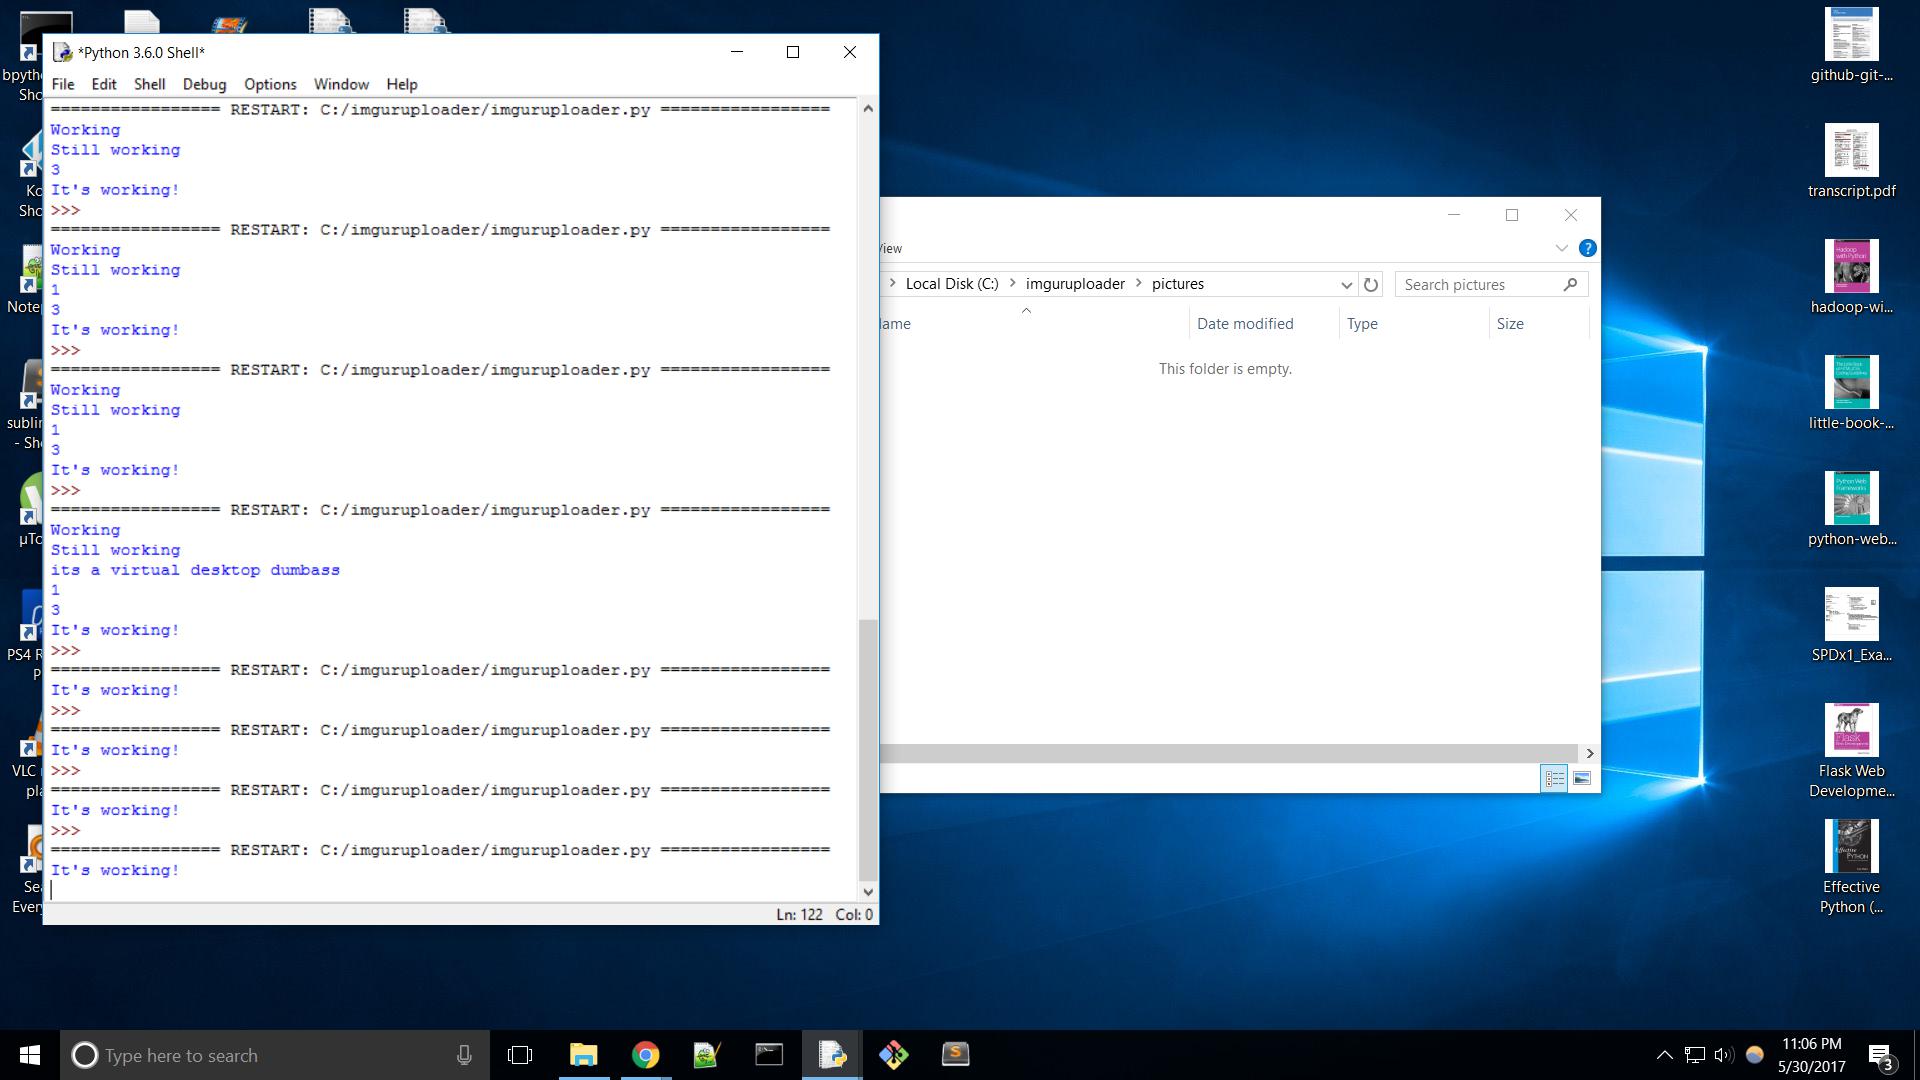 *Python 3.6.0 Shell*
File Edit Shell Debug Options Window Help
================= RESTART: C:/imguruploader/imguruploader.py =================
Working
Still working
3
It's working!
>>>
================= RESTART: C:/imguruploader/imguruploader.py =================
Working
Still working
1
3
It's working!
>>>
================= RESTART: C:/imguruploader/imguruploader.py =================
Working
Still working
1
3
It's working!
>>>
================= RESTART: C:/imguruploader/imguruploader.py =================
Working
Still working
its a virtual desktop dumbass
1
3
It's working!
>>>
================= RESTART: C:/imguruploader/imguruploader.py =================
It's working!
>>>
================= RESTART: C:/imguruploader/imguruploader.py =================
It's working!
>>>
================= RESTART: C:/imguruploader/imguruploader.py =================
It's working!
>>>
================= RESTART: C:/imguruploader/imguruploader.py =================
It's working!
Ln: 122 Col: 0
bpyth
Sho
Ko
Sho
Note
sublin
- Sh
µTo
PS4 R
P
VLC
pla
Se
Every
iew
Local Disk (C:) > imguruploader > pictures
Search pictures
ame
Date modified
Type
Size
This folder is empty.
github-git-...
transcript.pdf
hadoop-wi...
little-book-...
python-web...
SPDx1_Exa...
Flask Web
Developme...
Effective
Python (...
Type here to search
11:06 PM
5/30/2017
3